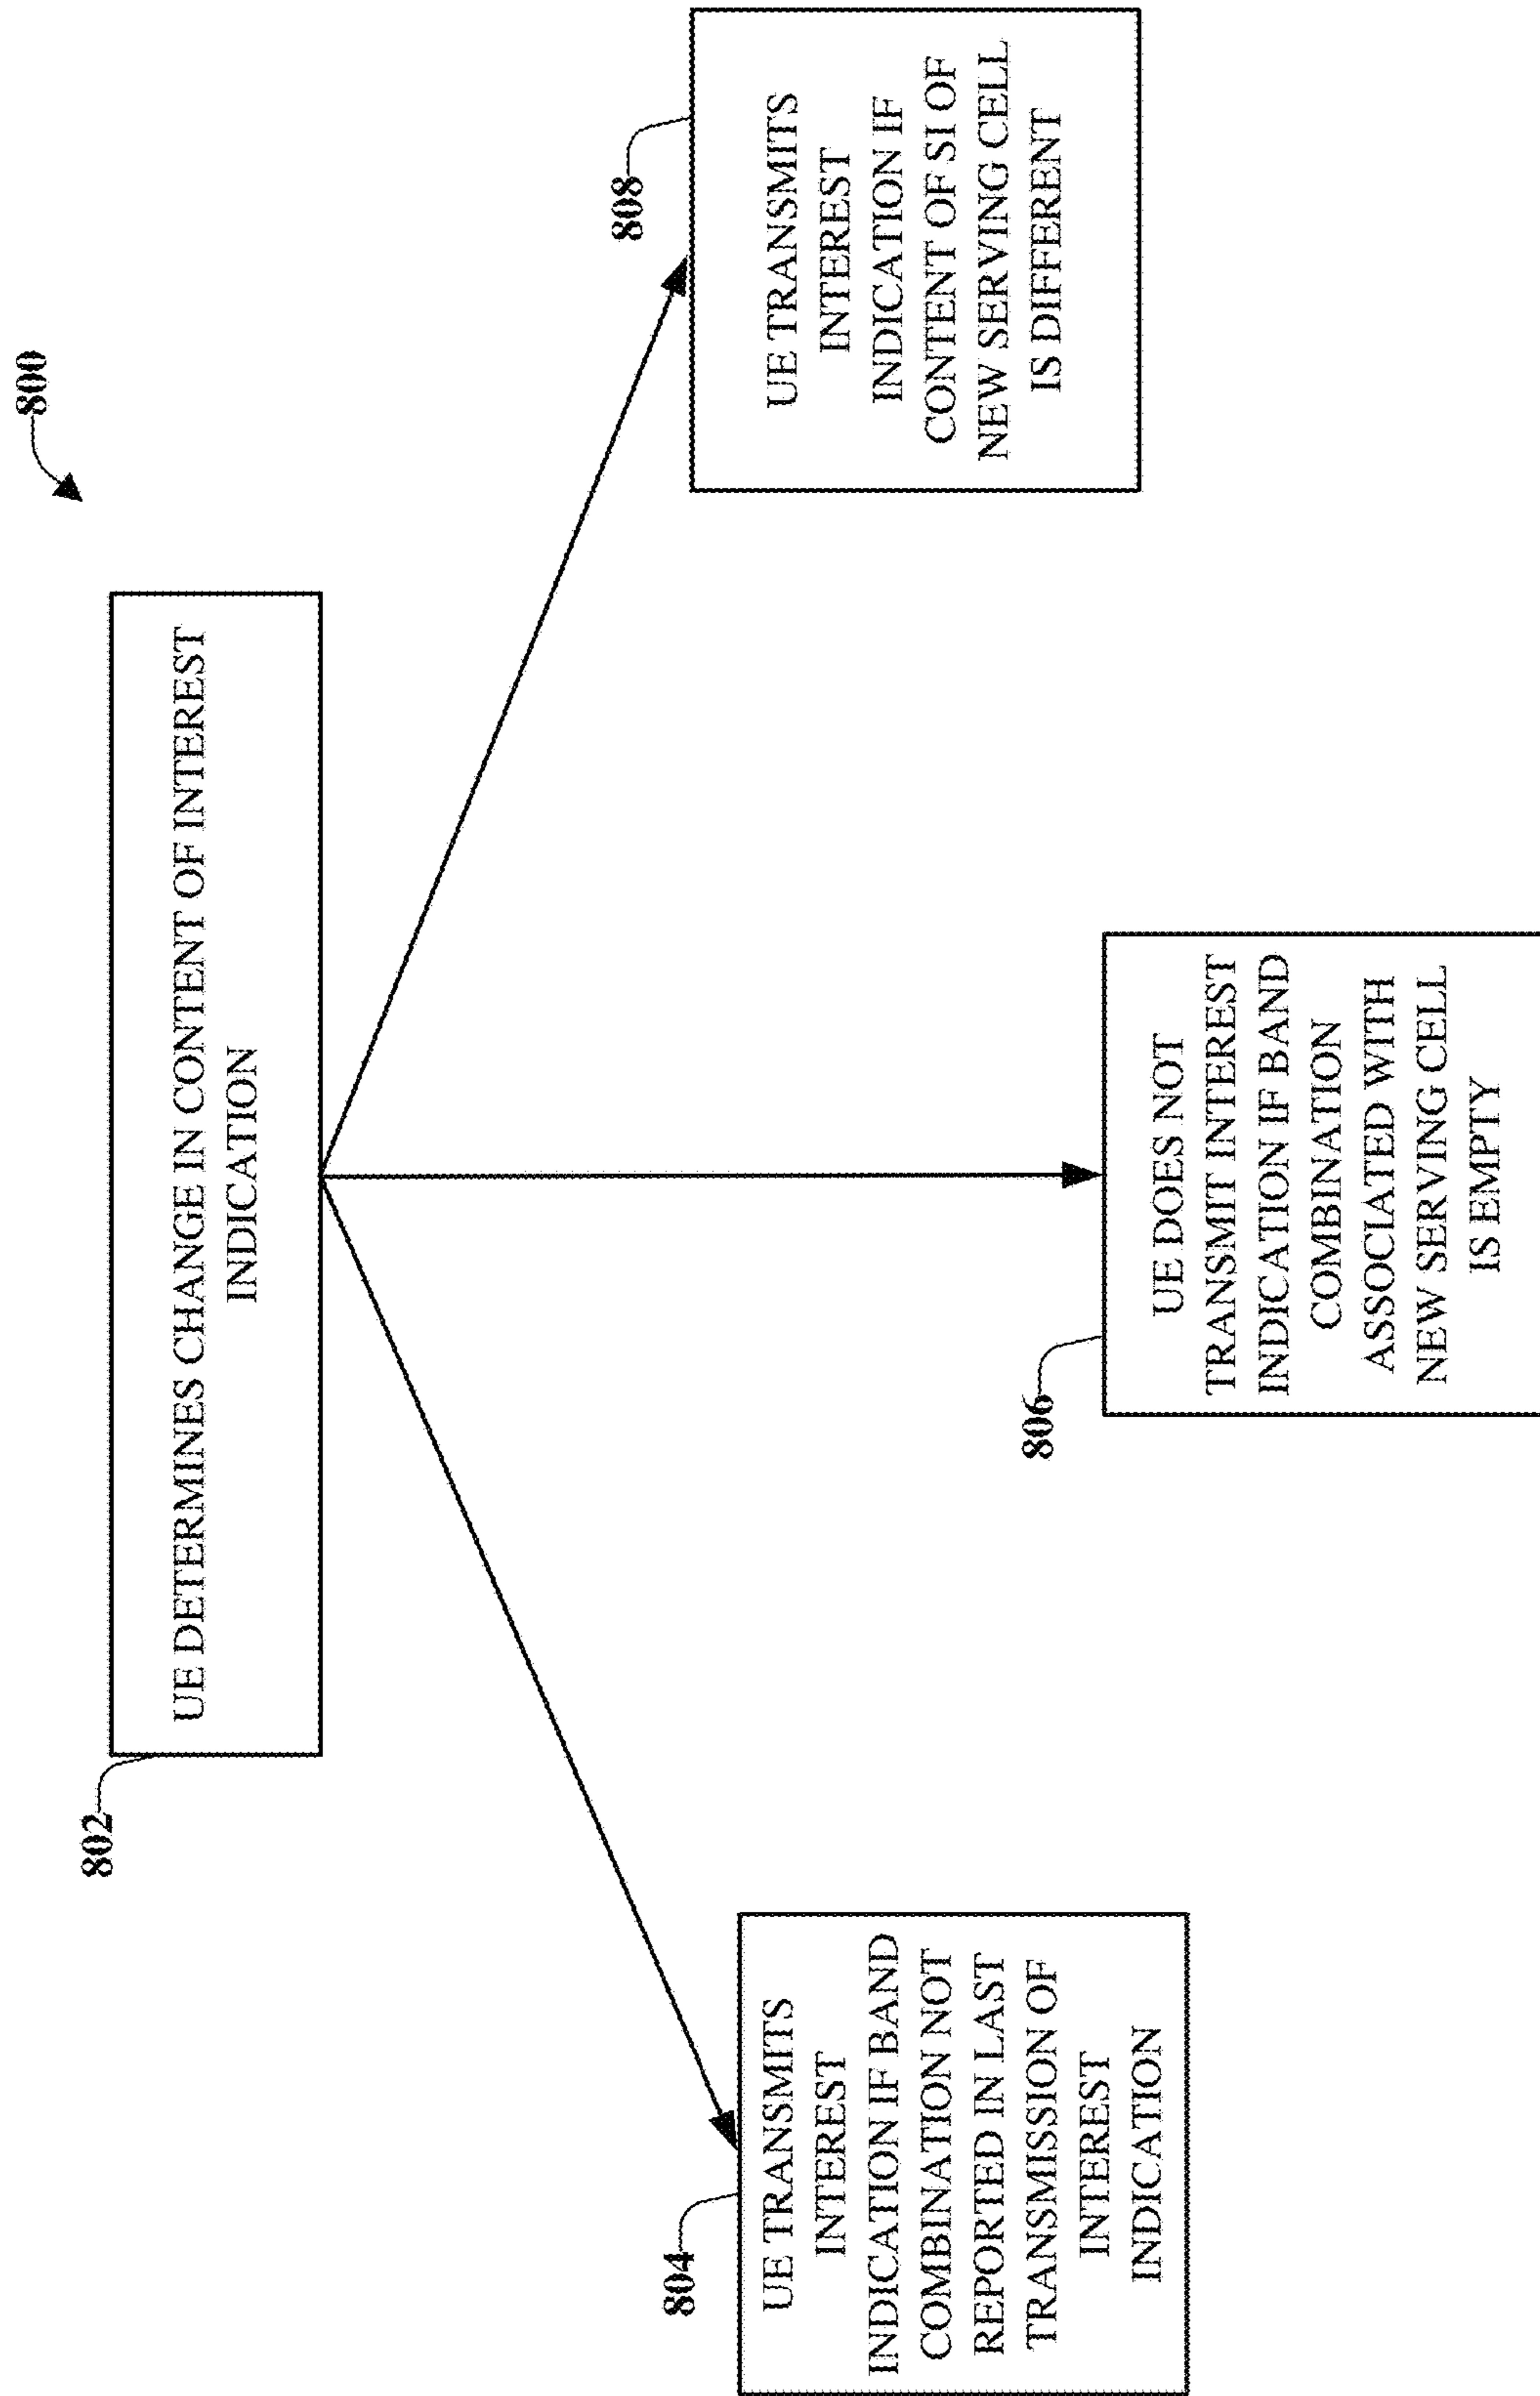 800
802
UE DETERMINES CHANGE IN CONTENT OF INTEREST
INDICATION
804
UE TRANSMITS
INTEREST
INDICATION IF BAND
COMBINATION NOT
REPORTED IN LAST
TRANSMISSION OF
INTEREST
INDICATION
806
UE DOES NOT
TRANSMIT INTEREST
INDICATION IF BAND
COMBINATION
ASSOCIATED WITH
NEW SERVING CELL
IS EMPTY
808
UE TRANSMITS
INTEREST
INDICATION IF
CONTENT OF SI OF
NEW SERVING CELL
IS DIFFERENT